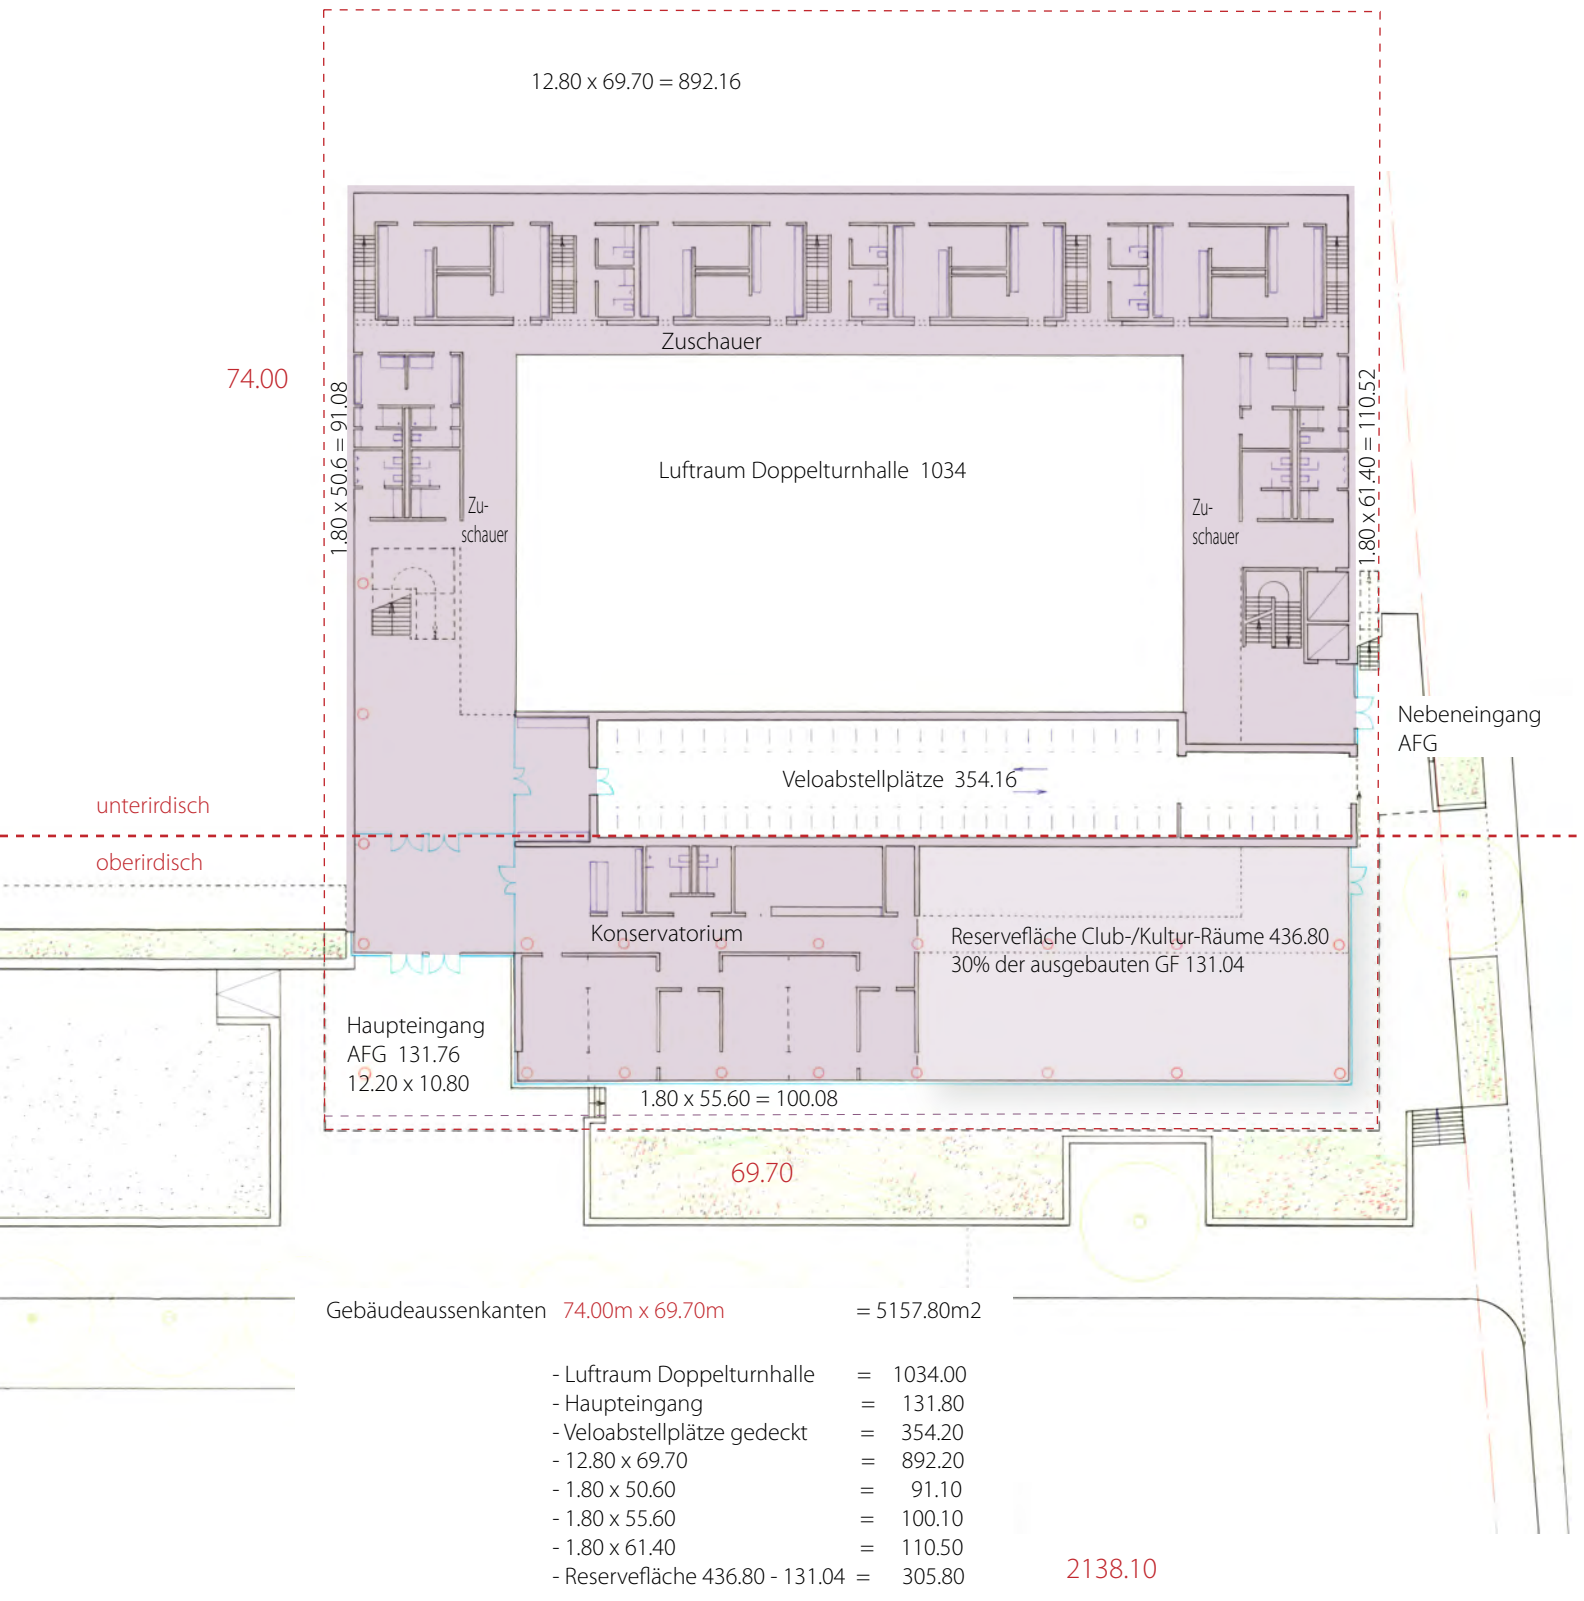 12.80 x 69.70 = 892.16
Zuschauer
74.00
1.80 x 50.6 = 91.08
1.80 x 61.40 = 110.52
Luftraum Doppelturnhalle 1034
Zu-
schauer
Zu-
schauer
Nebeneingang
AFG
Veloabstellplätze 354.16
unterirdisch
oberirdisch
Konservatorium
Reservefläche Club-/Kultur-Räume 436.80
30% der ausgebauten GF 131.04
Haupteingang
AFG 131.76
12.20 x 10.80
1.80 x 55.60 = 100.08
69.70
Gebäudeaussenkanten 74.00m x 69.70m = 5157.80m2
- Luftraum Doppelturnhalle = 1034.00
- Haupteingang = 131.80
- Veloabstellplätze gedeckt = 354.20
- 12.80 x 69.70 = 892.20
- 1.80 x 50.60 = 91.10
- 1.80 x 55.60 = 100.10
- 1.80 x 61.40 = 110.50
- Reservefläche 436.80 - 131.04 = 305.80
2138.10